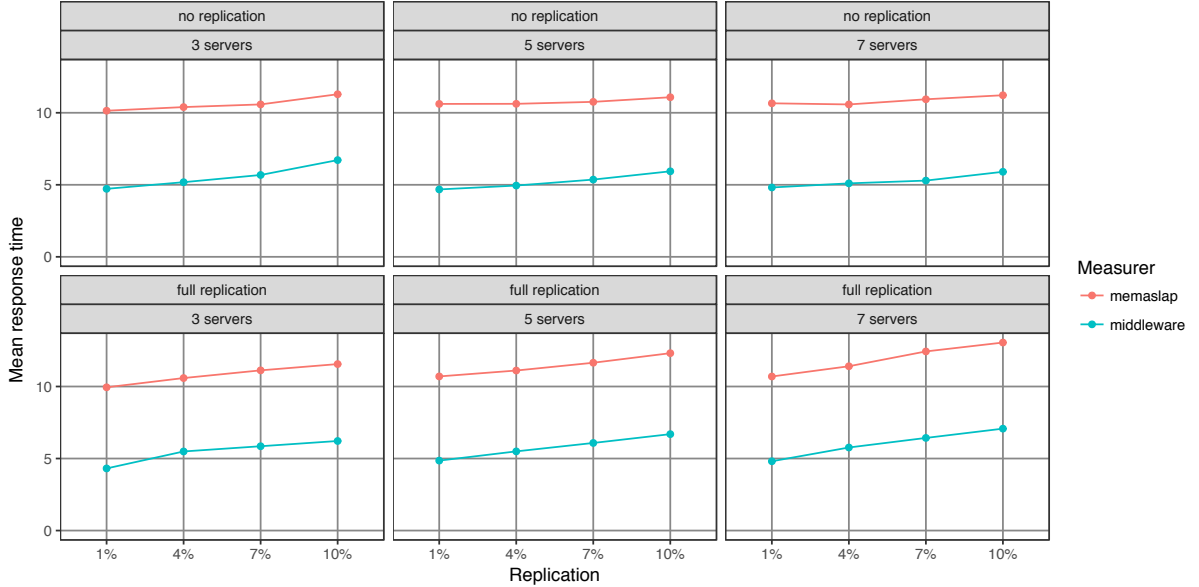 no replication no replication no replication
3 servers 5 servers 7 servers
10
5
0
full replication full replication full replication
3 servers 5 servers 7 servers
10
5
0
1% 4% 7% 10% 1% 4% 7% 10% 1% 4% 7% 10%
Replication
Mean response time
Measurer
memaslap
middleware